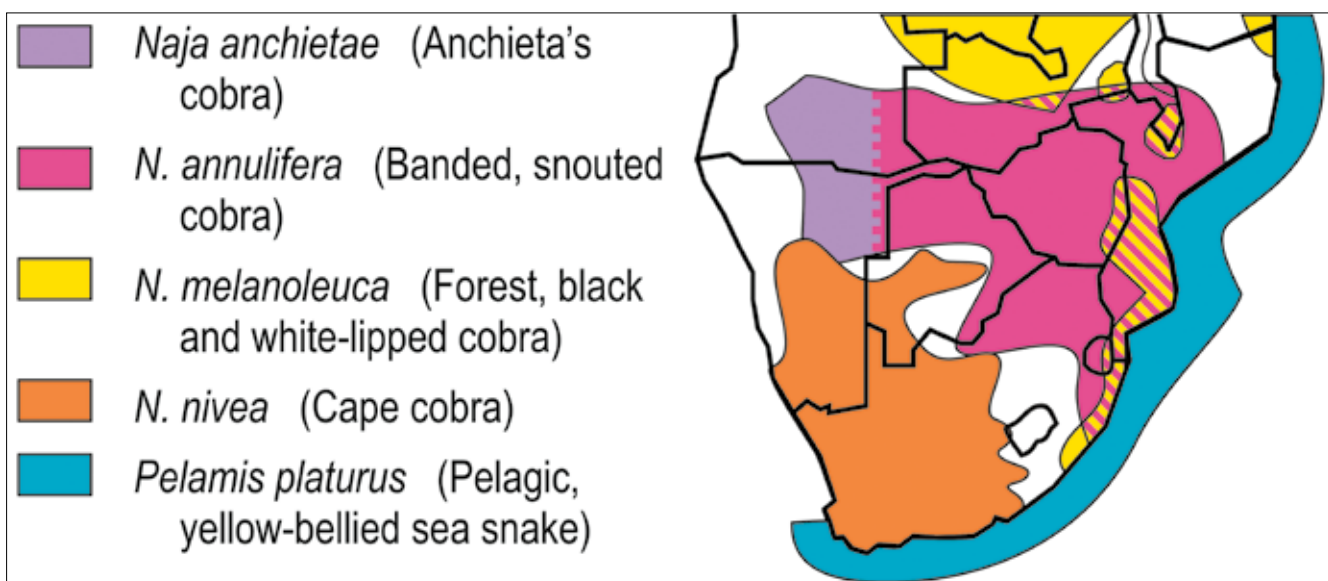 Naja anchietae (Anchieta’s
cobra)
N. annulifera (Banded, snouted
cobra)
N. melanoleuca (Forest, black
and white-lipped cobra)
N. nivea (Cape cobra)
Pelamis platurus (Pelagic,
yellow-bellied sea snake)